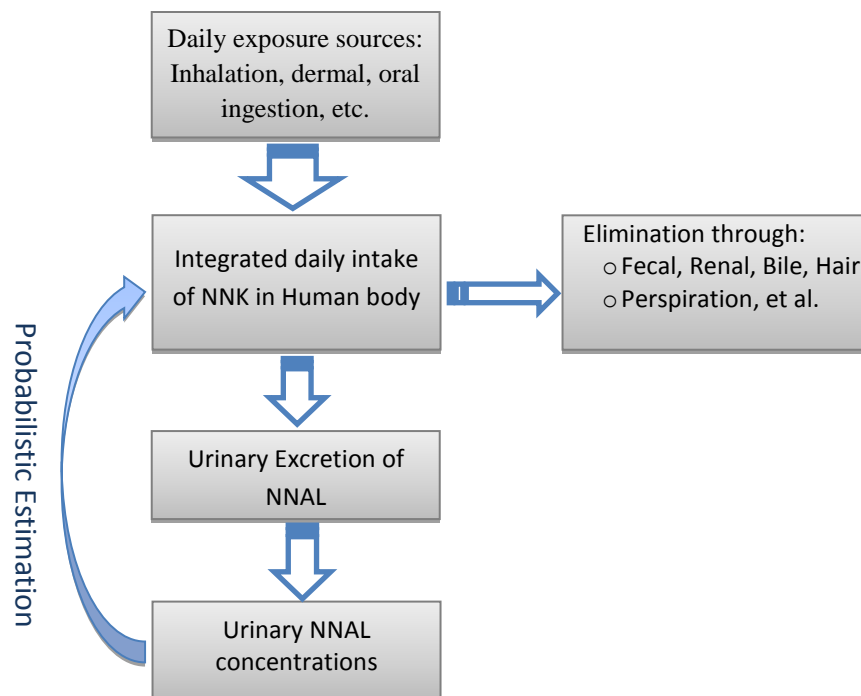 Daily exposure sources:
Inhalation, dermal, oral
ingestion, etc.
Integrated daily intake
of NNK in Human body
Elimination through:
o Fecal, Renal, Bile, Hair
o Perspiration, et al.
Probabilistic Estimation
Urinary Excretion of
NNAL
Urinary NNAL
concentrations